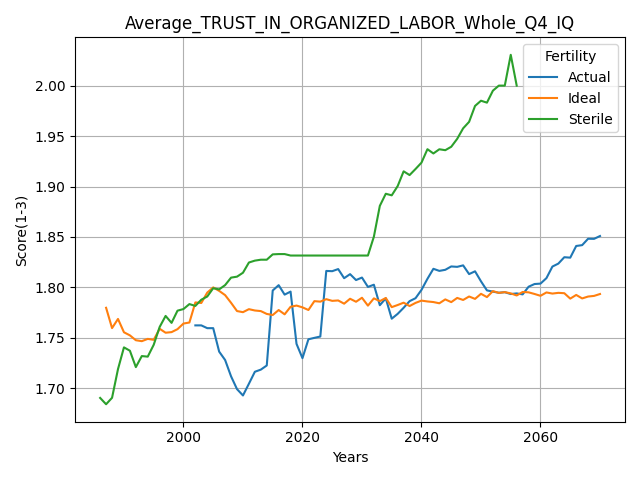 Average_TRUST_IN_ORGANIZED_LABOR_Whole_Q4_IQ
Fertility
Actual
Ideal
Sterile
Score(1-3)
2.00
1.95
1.90
1.85
1.80
1.75
1.70
2000 2020 2040 2060
Years